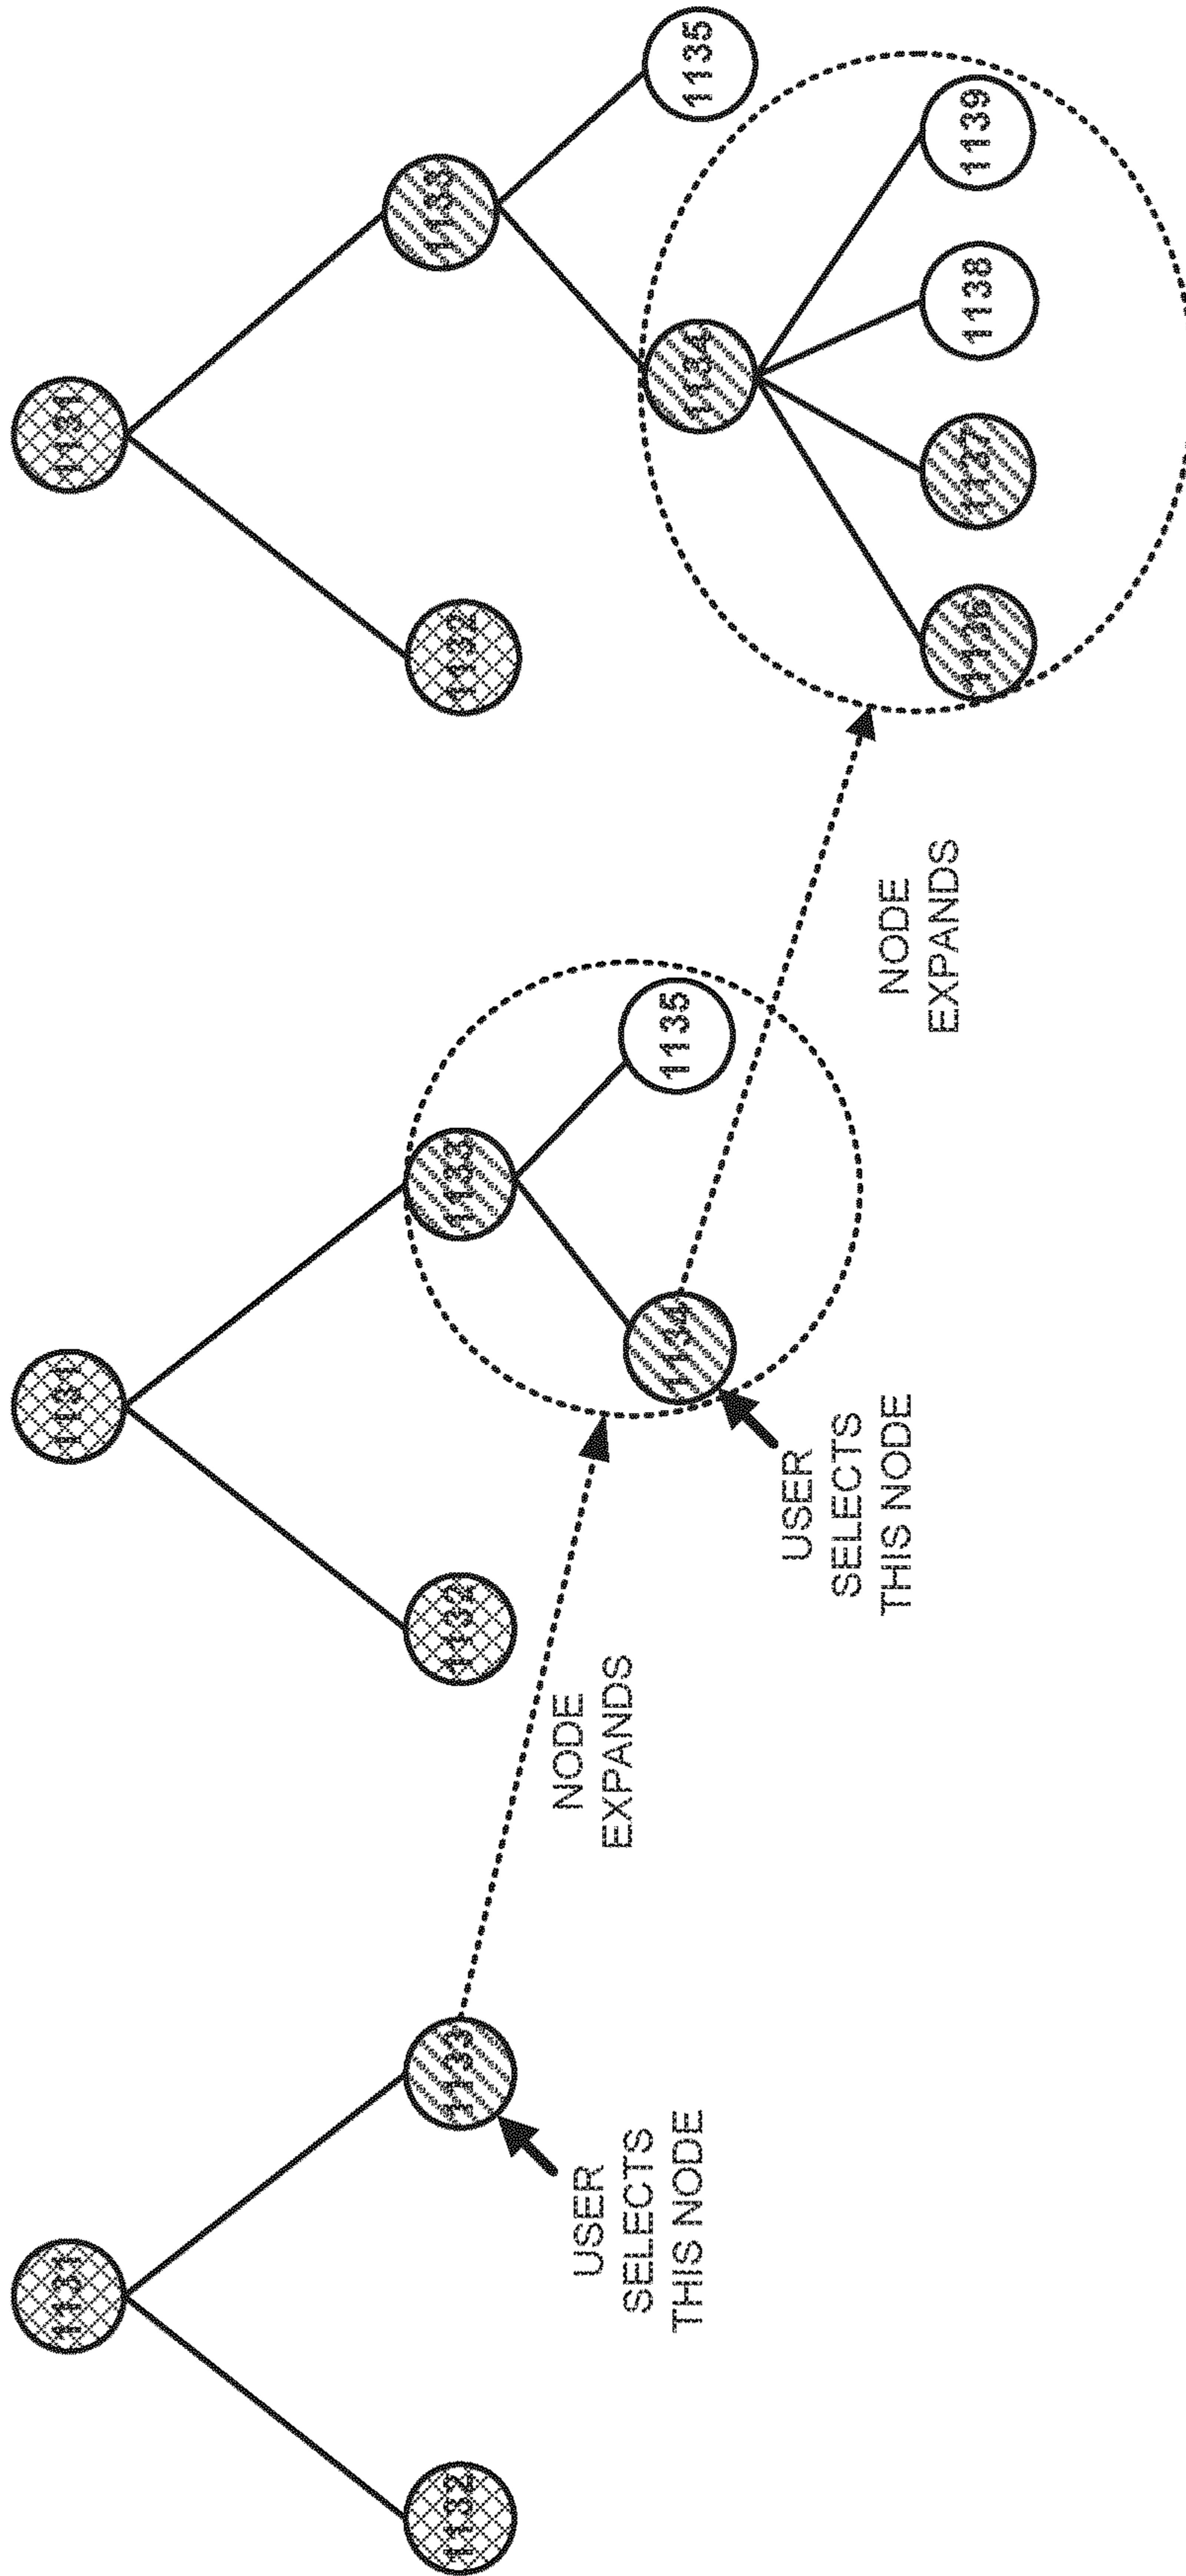 1131
1132
1133
USER
SELECTS
THIS NODE
NODE
EXPANDS
1131
1132
1133
1134
1135
USER
SELECTS
THIS NODE
NODE
EXPANDS
1131
1132
1133
1134
1135
1136
1137
1138
1139